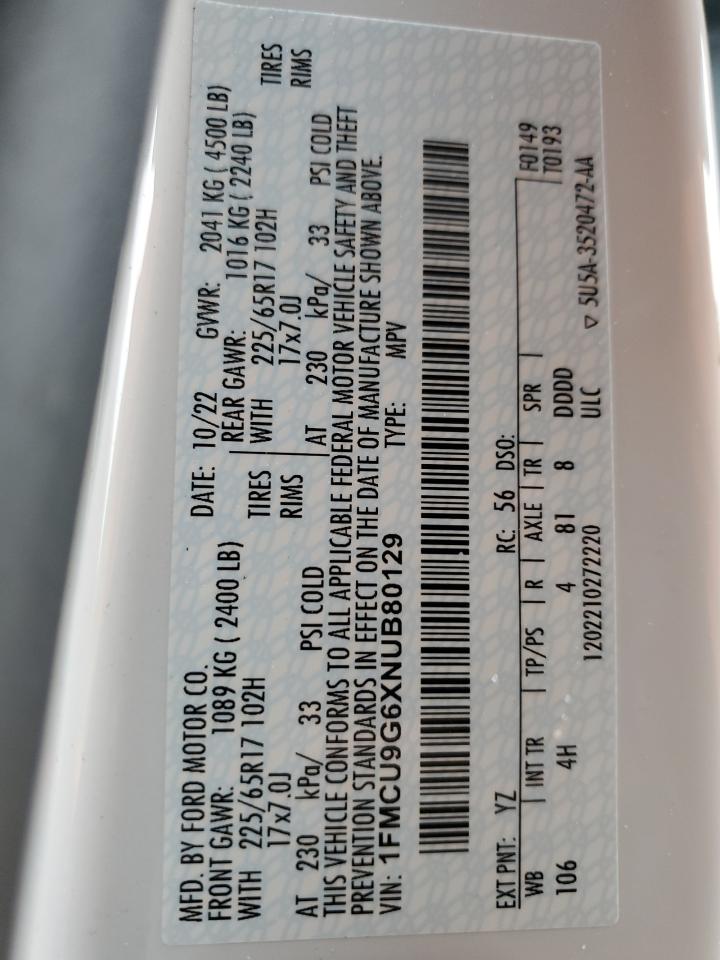 MFD. BY FORD MOTOR CO. DATE: 10/22 GVWR: 2041 KG ( 4500 LB)
FRONT GAWR: 1089 KG ( 2400 LB) REAR GAWR: 1016 KG ( 2240 LB)
WITH 225/65R17 102H TIRES WITH 225/65R17 102H TIRES
17x7.0J RIMS 17x7.0J RIMS
AT 230 kPa/ 33 PSI COLD AT 230 kPa/ 33 PSI COLD
THIS VEHICLE CONFORMS TO ALL APPLICABLE FEDERAL MOTOR VEHICLE SAFETY AND THEFT
PREVENTION STANDARDS IN EFFECT ON THE DATE OF MANUFACTURE SHOWN ABOVE.
VIN: 1FMCU9G6XNUB80129 TYPE: MPV
EXT PNT: YZ RC: 56 DSO: F0149
WB INT TR TP/PS R AXLE TR SPR T0193
106 4H 4 81 8 DDDD
1202210272220 ULC ▽ 5U5A-3520472-AA